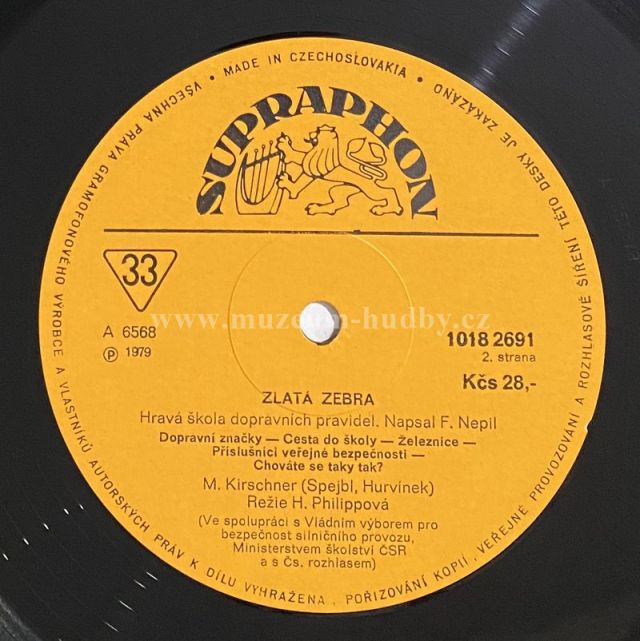 VŠECHNA PRÁVA GRAMOFONOVÉHO VÝROBCE A VLASTNÍKŮ AUTORSKÝCH PRÁV K DÍLU VYHRAŽENA. POŘIZOVÁNÍ KOPIÍ, VEŘEJNÉ PROVOZOVÁNÍ A ROZHLASOVÉ ŠÍŘENÍ TÉTO DESKY JE ZAKÁZÁNO
• MADE IN CZECHOSLOVAKIA •
SUPRAPHON
33
www.muzeum-hudby.cz
A 6568
Ⓟ 1979
1018 2691
2. strana
Kčs 28,-
ZLATÁ ZEBRA
Hravá škola dopravních pravidel. Napsal F. Nepil
Dopravní značky — Cesta do školy — Železnice —
Příslušníci veřejné bezpečnosti —
Chováte se taky tak?
M. Kirschner (Spejbl, Hurvínek)
Režie H. Philippová
(Ve spolupráci s Vládním výborem pro
bezpečnost silničního provozu,
Ministerstvem školství ČSR
a s Čs. rozhlasem)